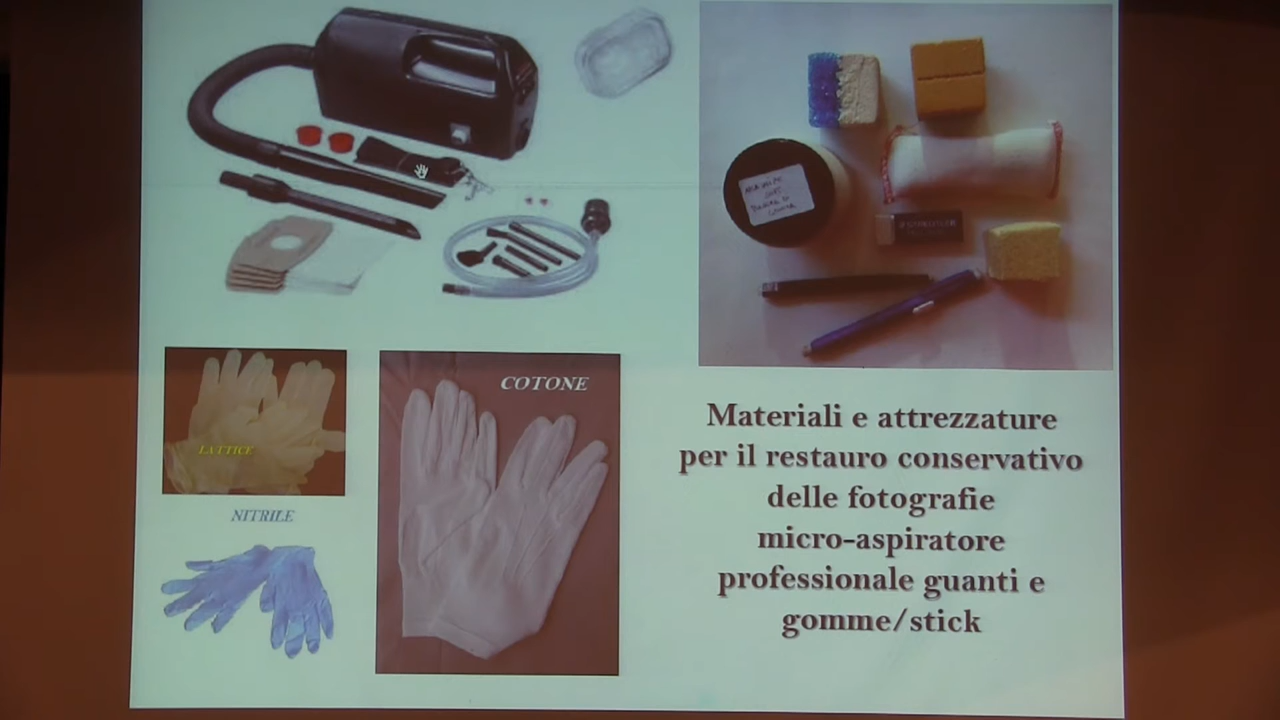 COTONE
LATTICE
NITRILE
Materiali e attrezzature
per il restauro conservativo
delle fotografie
micro-aspiratore
professionale guanti e
gomme/stick